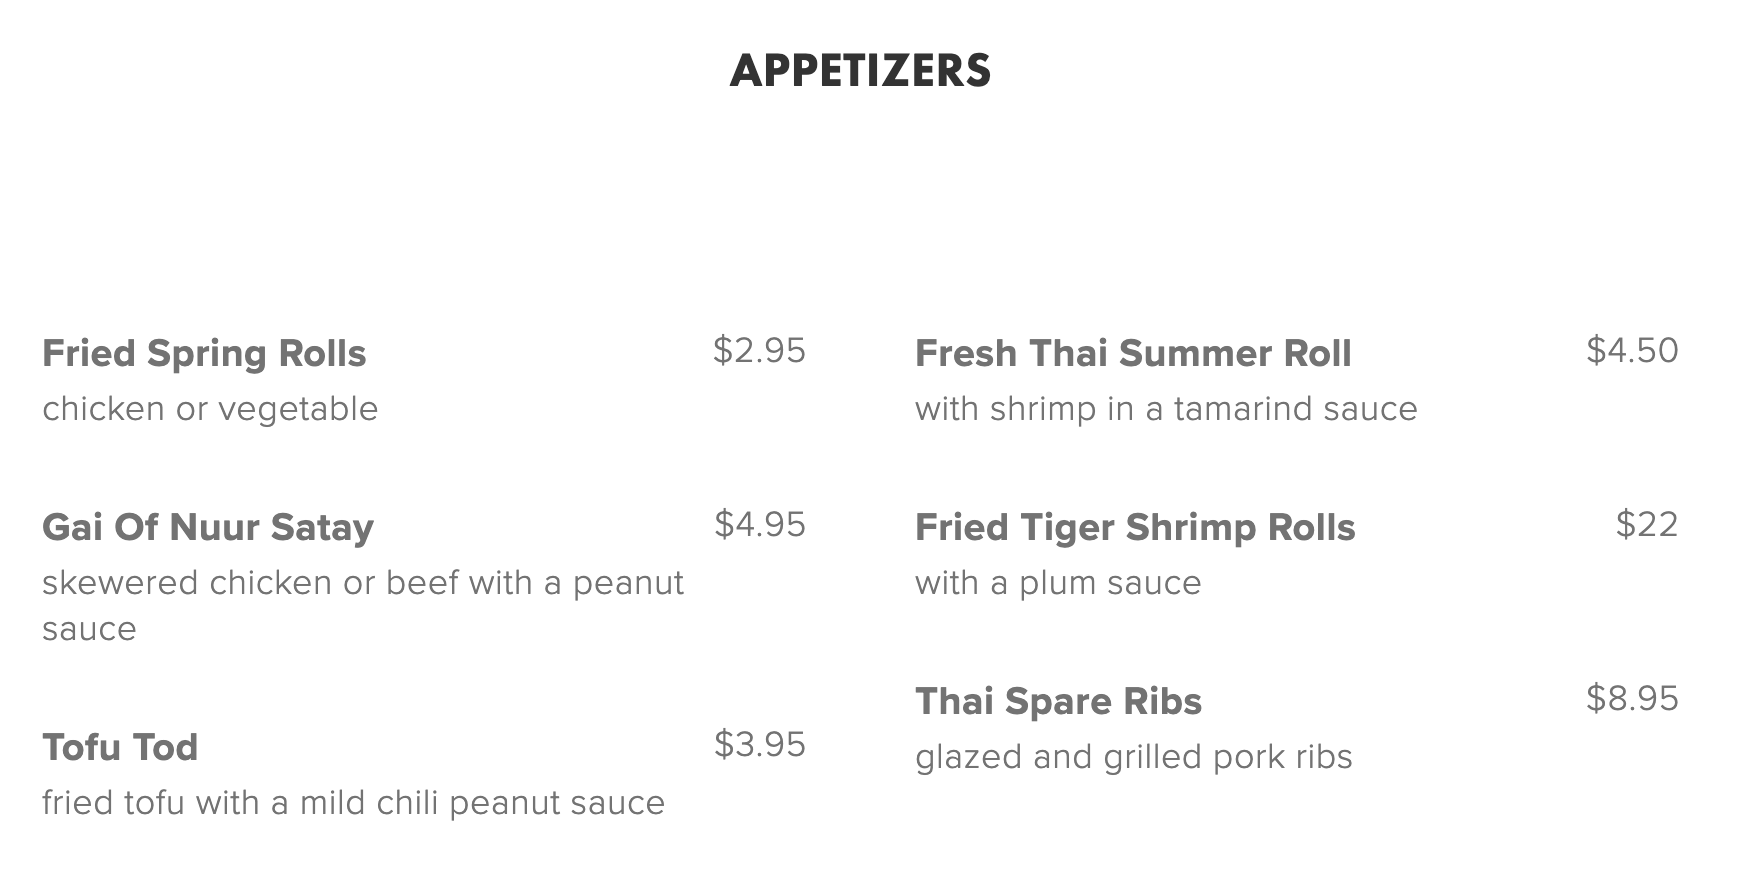 APPETIZERS
Fried Spring Rolls $2.95
chicken or vegetable
Gai Of Nuur Satay $4.95
skewered chicken or beef with a peanut
sauce
Tofu Tod $3.95
fried tofu with a mild chili peanut sauce
Fresh Thai Summer Roll $4.50
with shrimp in a tamarind sauce
Fried Tiger Shrimp Rolls $22
with a plum sauce
Thai Spare Ribs $8.95
glazed and grilled pork ribs